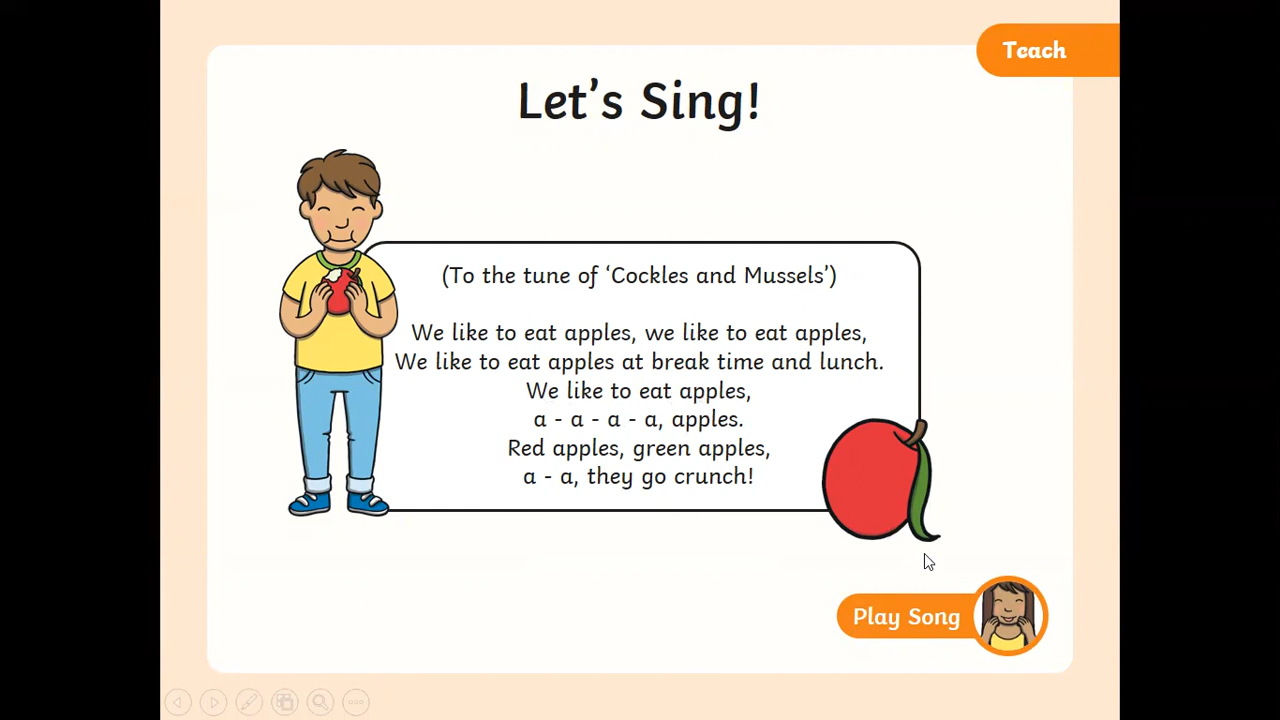 Teach
Let's Sing!
(To the tune of ‘Cockles and Mussels’)
We like to eat apples, we like to eat apples,
We like to eat apples at break time and lunch.
We like to eat apples,
a - a - a - a, apples.
Red apples, green apples,
a - a, they go crunch!
Play Song